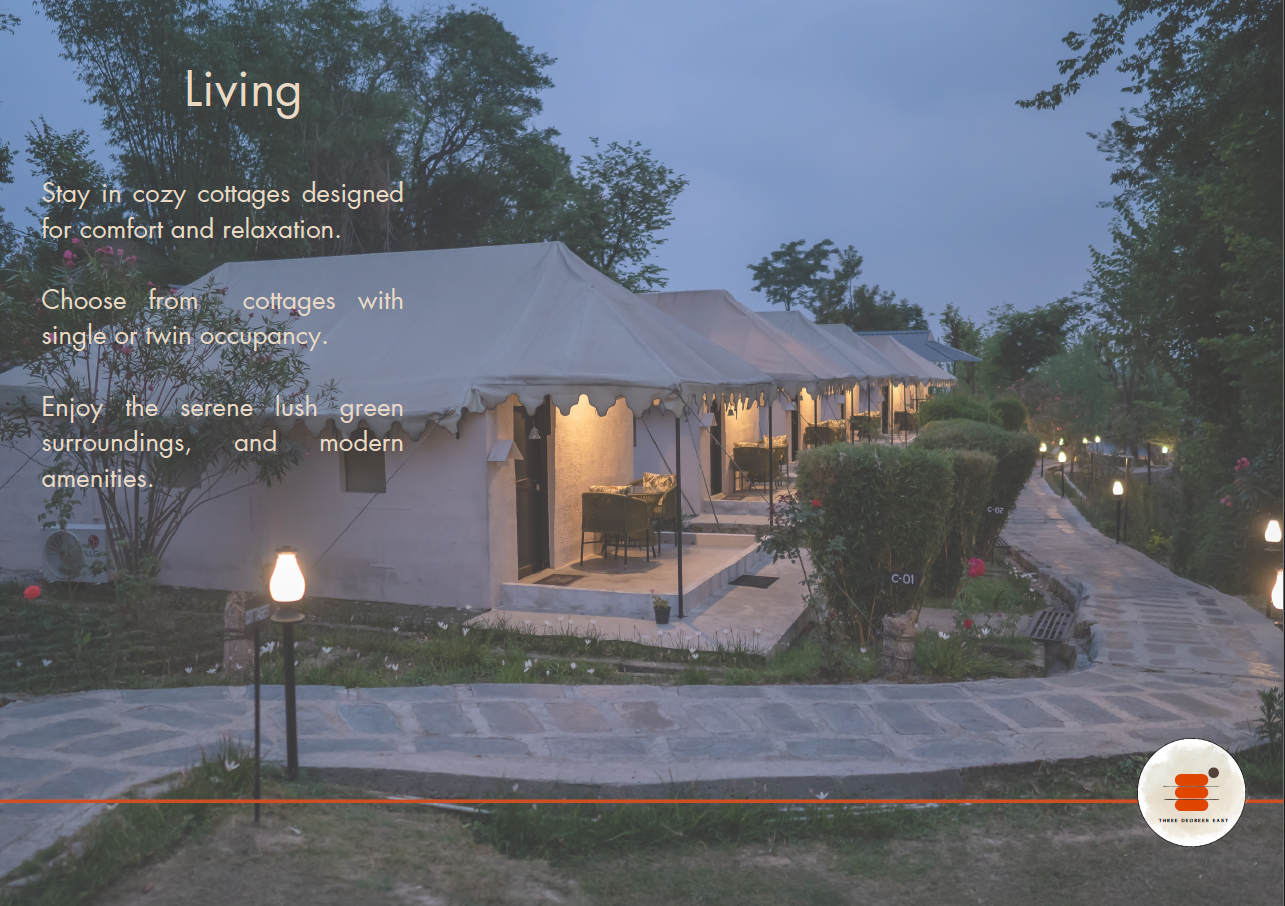 Living
Stay in cozy cottages designed
for comfort and relaxation.
Choose from cottages with
single or twin occupancy.
Enjoy the serene lush green
surroundings, and modern
amenities.
LG
C-02
C-01
THREE DEGREES EAST